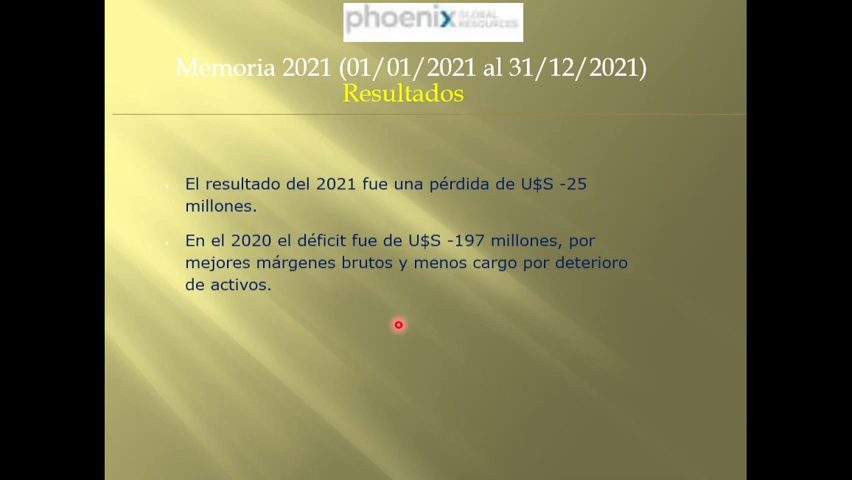 phoenix GLOBAL
RESOURCES
Memoria 2021 (01/01/2021 al 31/12/2021)
Resultados
El resultado del 2021 fue una pérdida de U$S -25
millones.
En el 2020 el déficit fue de U$S -197 millones, por
mejores márgenes brutos y menos cargo por deterioro
de activos.